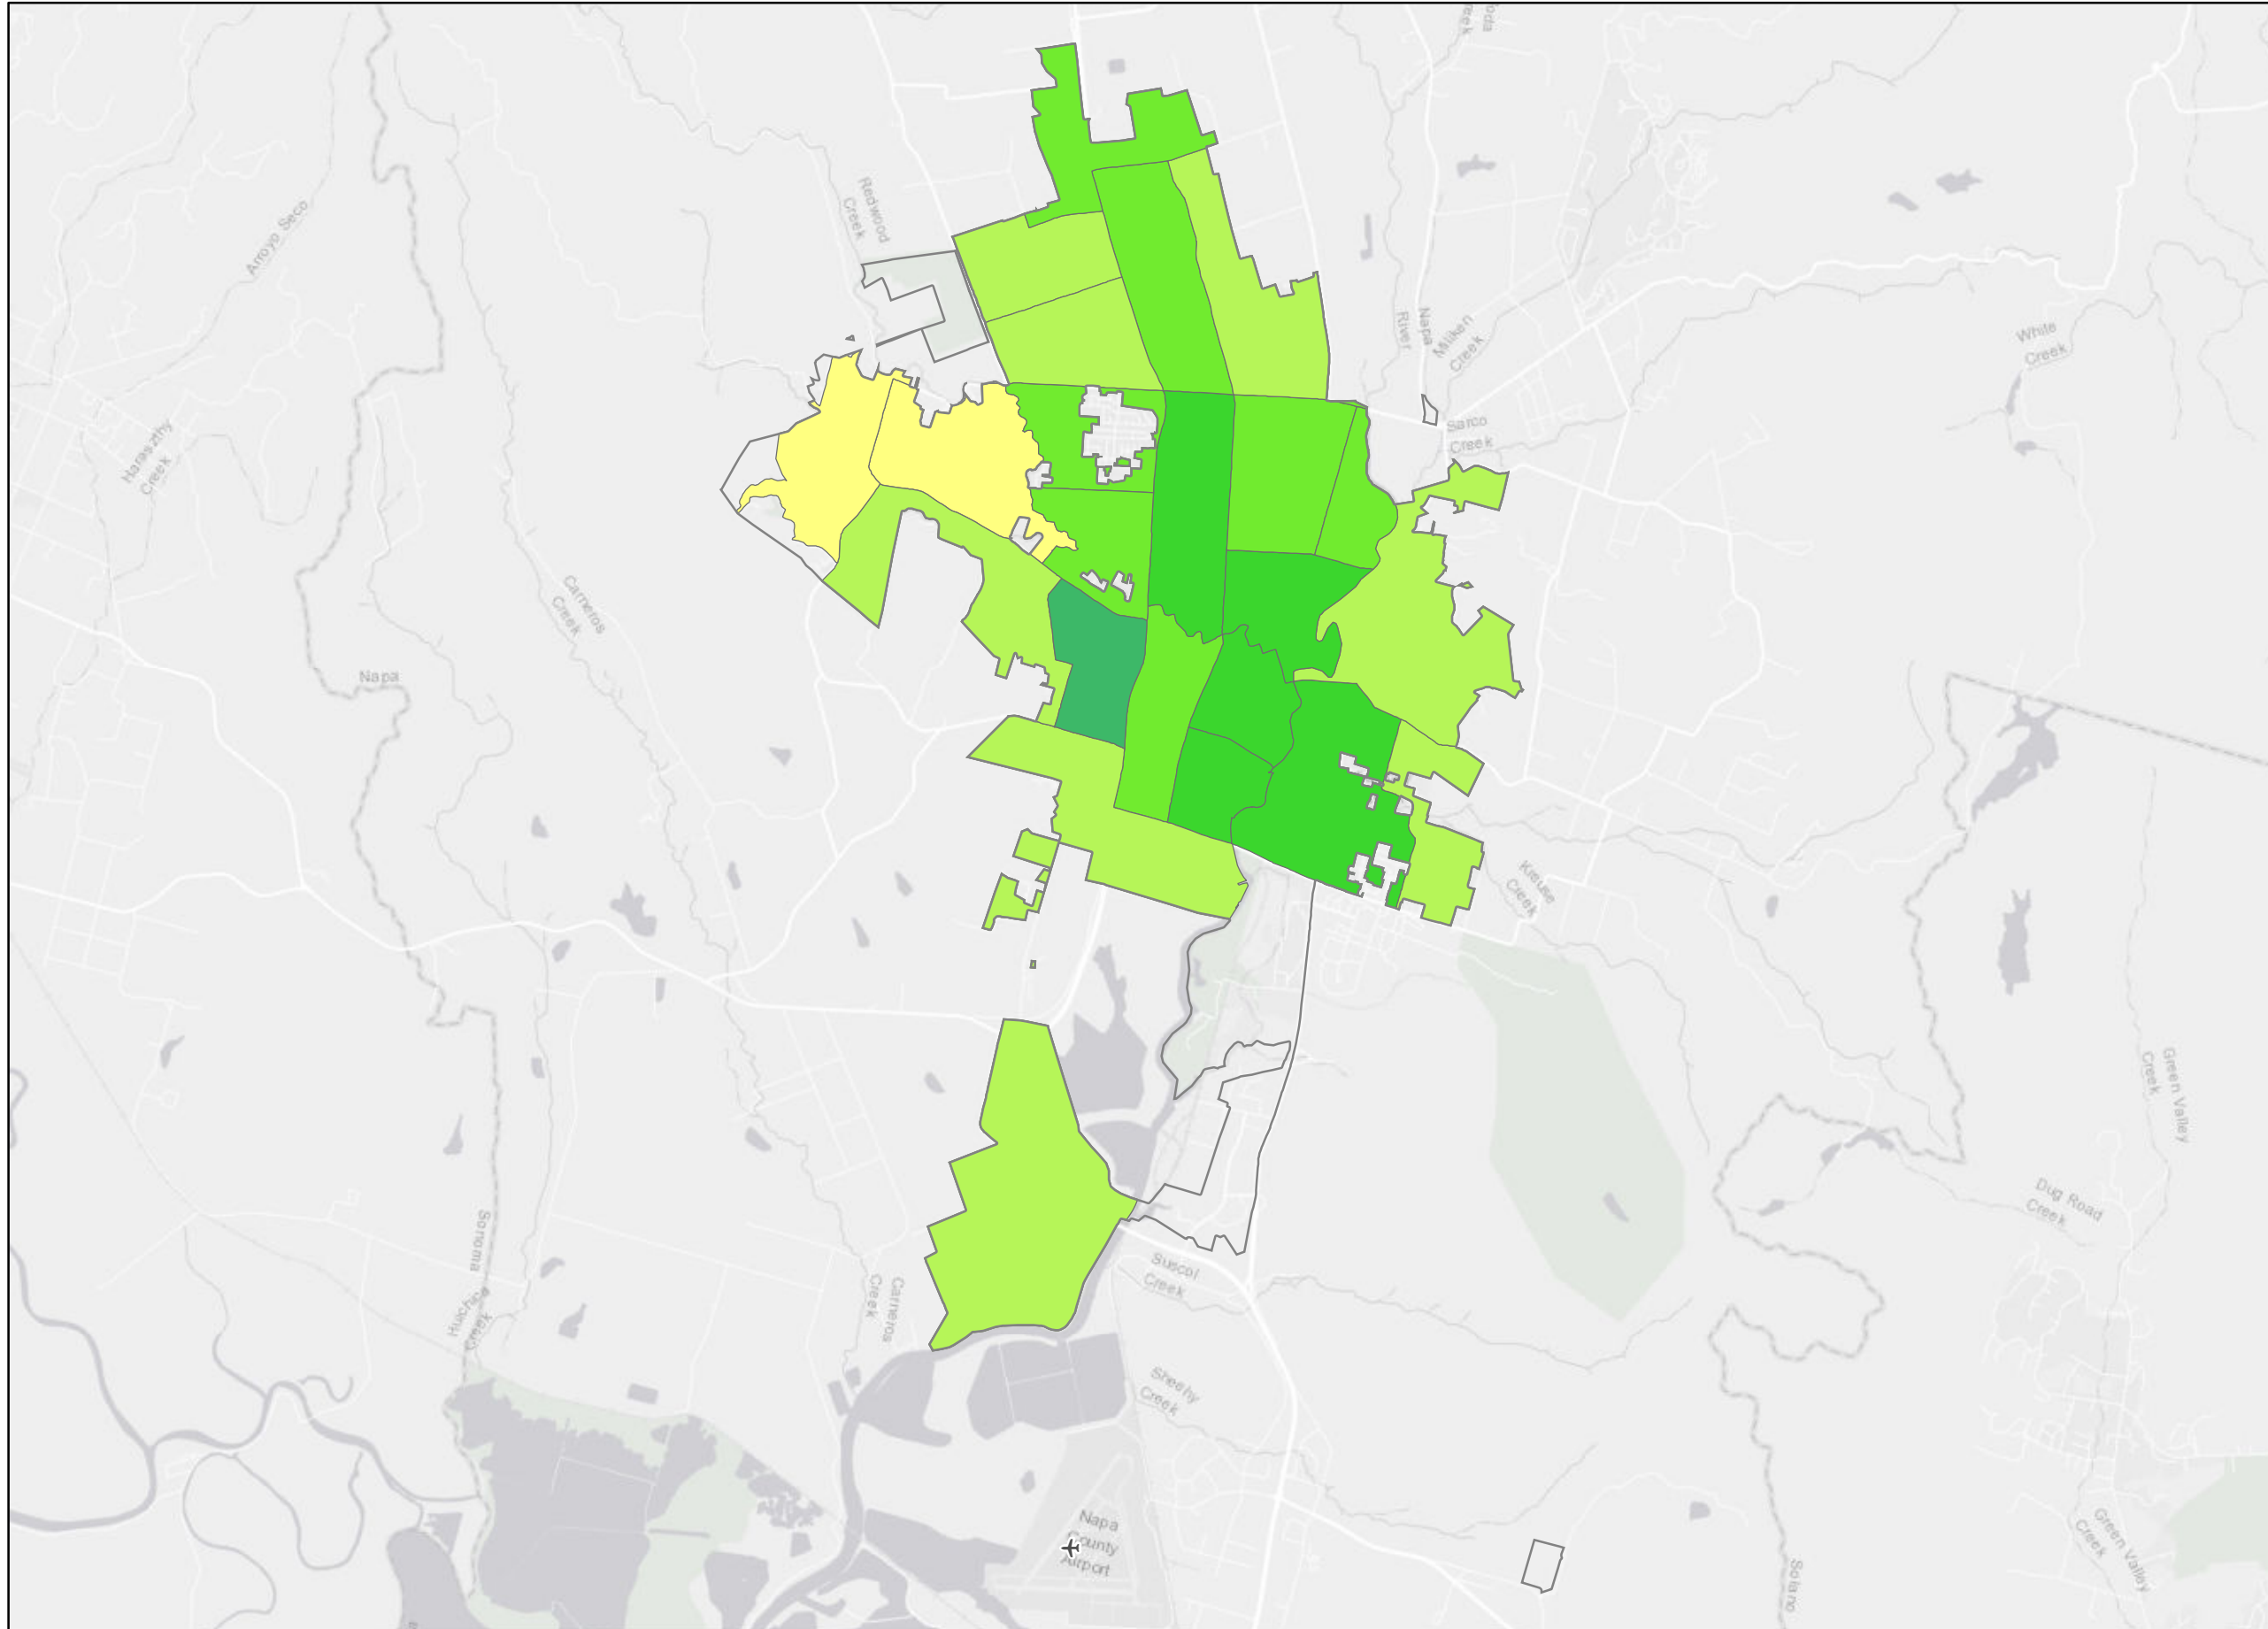 Redwood
Creek
Arroyo Seco
Napa
River
Milliken
Creek
White
Creek
Sarco
Creek
Haraszthy
Creek
Carneros
Creek
Napa
Kreuse
Creek
Green Valley
Creek
Dug Road
Creek
Sonoma
Huichica
Creek
Carneros
Creek
Suscol
Creek
Sheehy
Creek
Napa
County
Airport
Green Valley
Creek
Solano